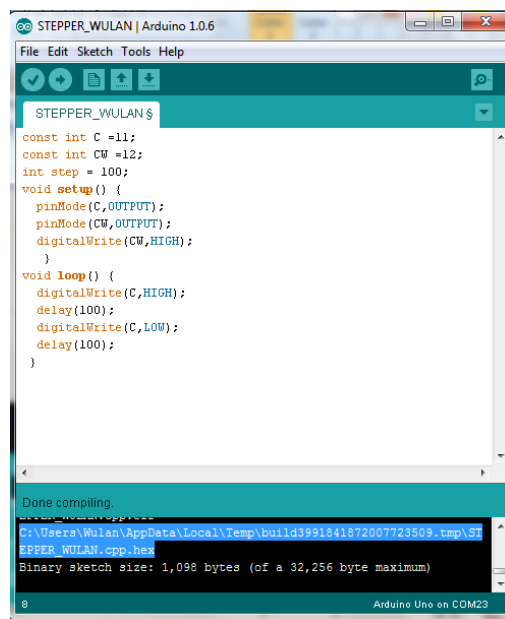 STEPPER_WULAN | Arduino 1.0.6
File Edit Sketch Tools Help
STEPPER_WULAN §
const int C =11;
const int CW =12;
int step = 100;
void setup() {
  pinMode(C,OUTPUT);
  pinMode(CW,OUTPUT);
  digitalWrite(CW,HIGH);
   }
void loop() {
  digitalWrite(C,HIGH);
  delay(100);
  digitalWrite(C,LOW);
  delay(100);
 }
Done compiling.
C:\Users\Wulan\AppData\Local\Temp\build3991841872007723509.tmp\ST
EPPER_WULAN.cpp.hex
Binary sketch size: 1,098 bytes (of a 32,256 byte maximum)
8
Arduino Uno on COM23